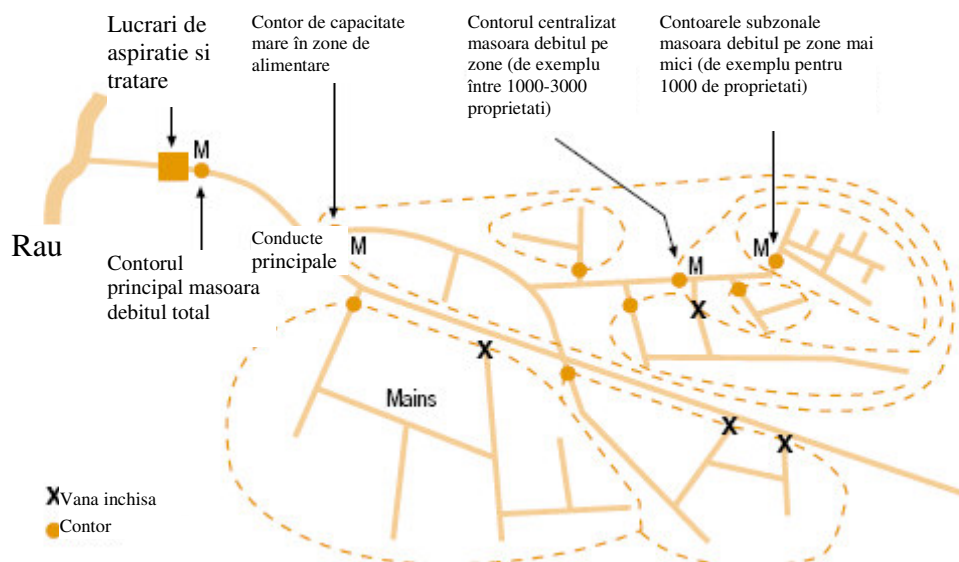 Lucrari de
aspiratie si
tratare
Contor de capacitate
mare în zone de
alimentare
Contorul centralizat
masoara debitul pe
zone (de exemplu
între 1000-3000
proprietati)
Contoarele subzonale
masoara debitul pe zone mai
mici (de exemplu pentru
1000 de proprietati)
M
Rau
Contorul
principal masoara
debitul total
Conducte
principale
M
M
M
Mains
X
X
X
X
X Vana inchisa
Contor